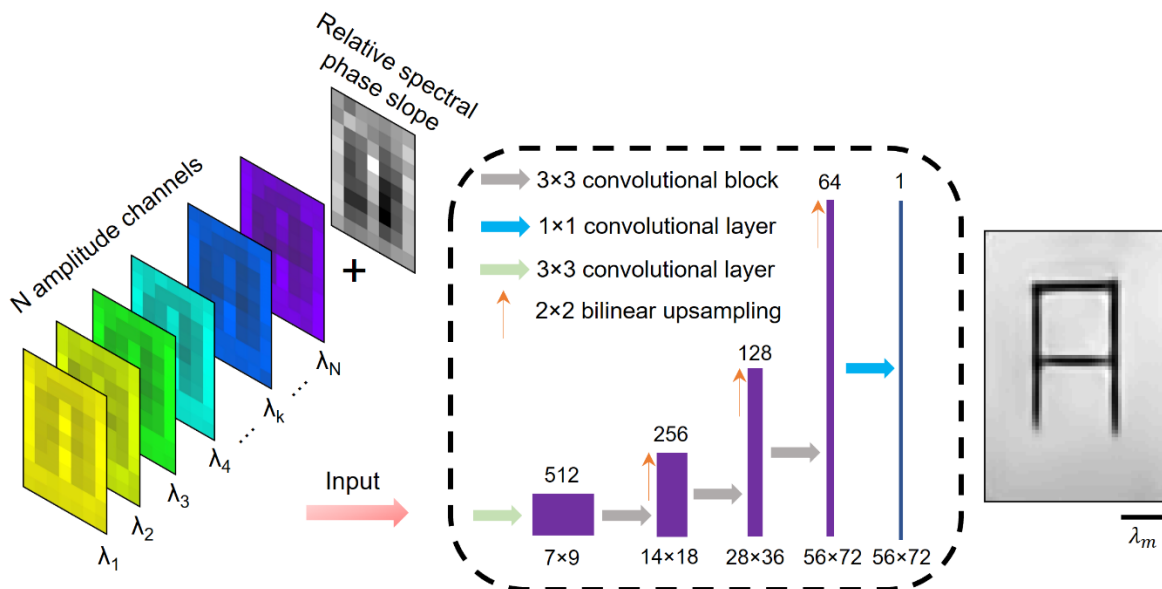 Relative spectral
phase slope
N amplitude channels
+
λ1
λ2
λ3
λ4
.....
λk
.....
λN
Input
3×3 convolutional block
1×1 convolutional layer
3×3 convolutional layer
2×2 bilinear upsampling
512
256
128
64
1
7×9
14×18
28×36
56×72
56×72
A
λm